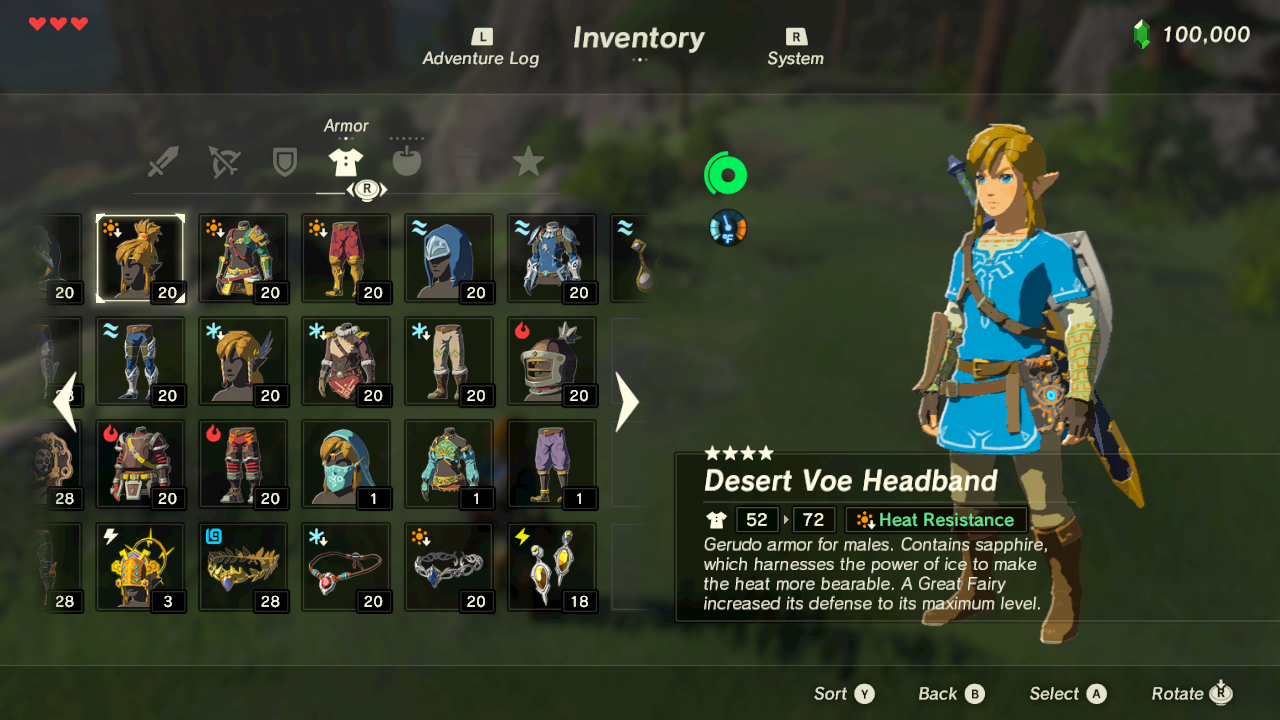 L
Inventory
R
100,000
Adventure Log
System
Armor
R
°F
20
20
20
20
20
20
20
20
20
20
20
28
20
20
1
1
1
28
3
28
20
20
18
Desert Voe Headband
52 72 Heat Resistance
Gerudo armor for males. Contains sapphire,
which harnesses the power of ice to make
the heat more bearable. A Great Fairy
increased its defense to its maximum level.
Sort Y Back B Select A Rotate R